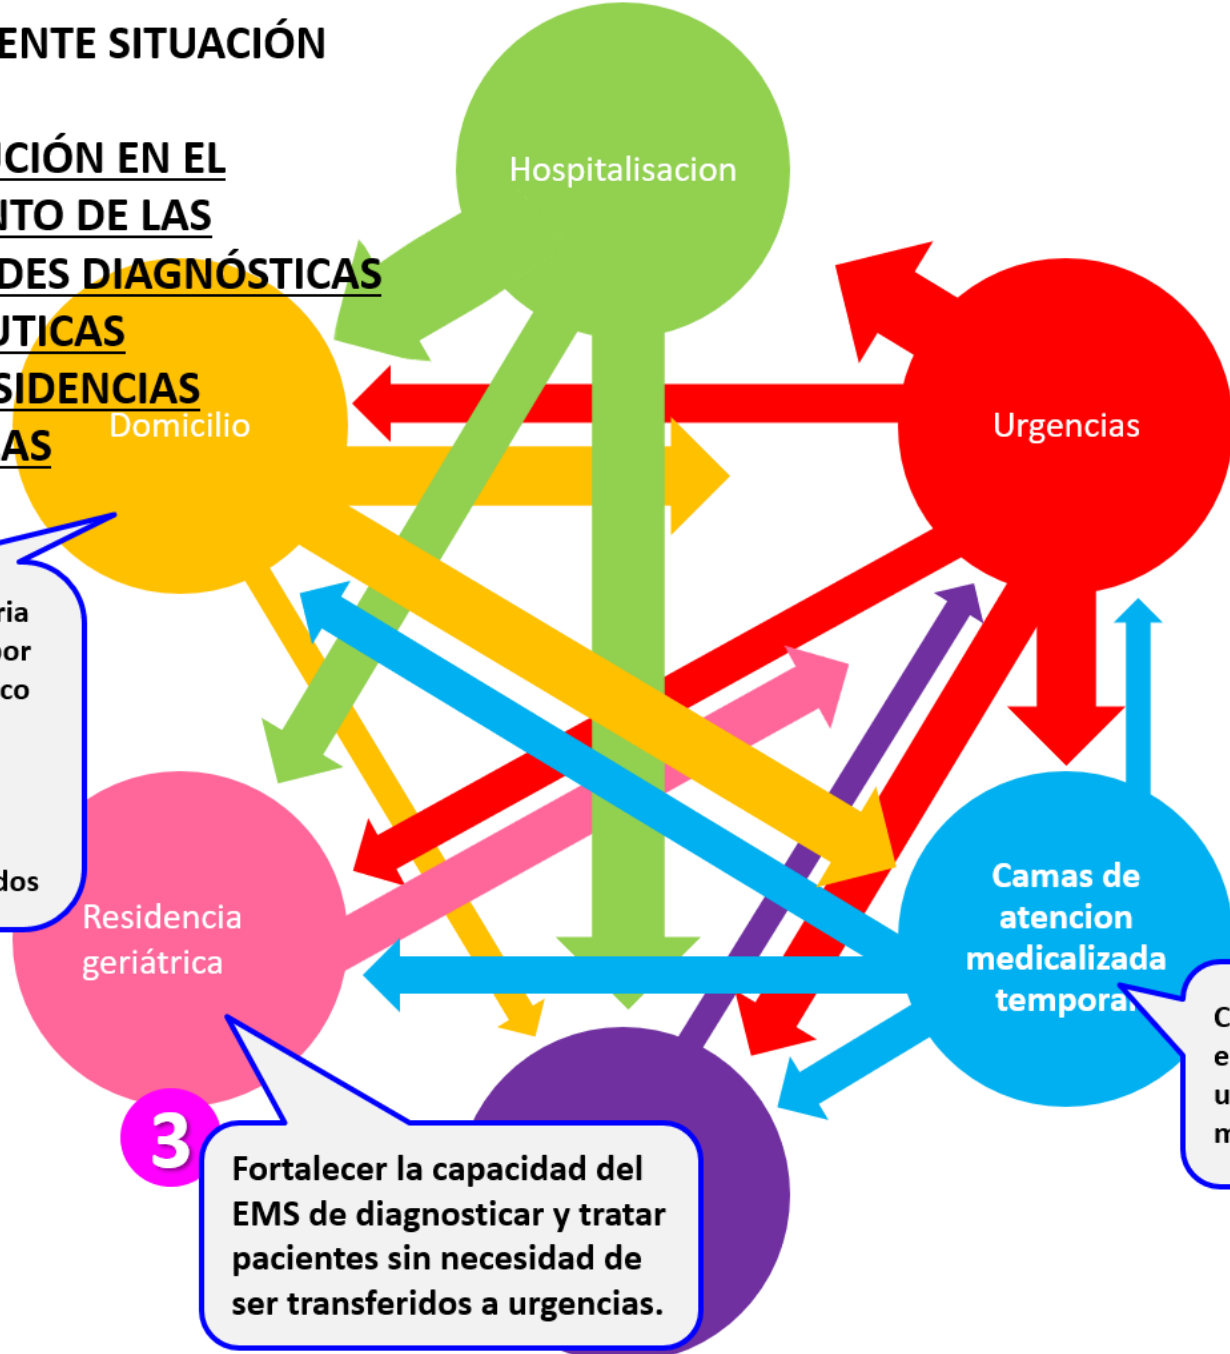 ENTE SITUACIÓN
UCIÓN EN EL
NTO DE LAS
DES DIAGNÓSTICAS
UTICAS
SIDENCIAS
AS
Hospitalisacion
Domicilio
Urgencias
ria
por
co
dos
Residencia
geriátrica
Camas de
atencion
medicalizada
temporal
C
e
u
m
3
Fortalecer la capacidad del
EMS de diagnosticar y tratar
pacientes sin necesidad de
ser transferidos a urgencias.